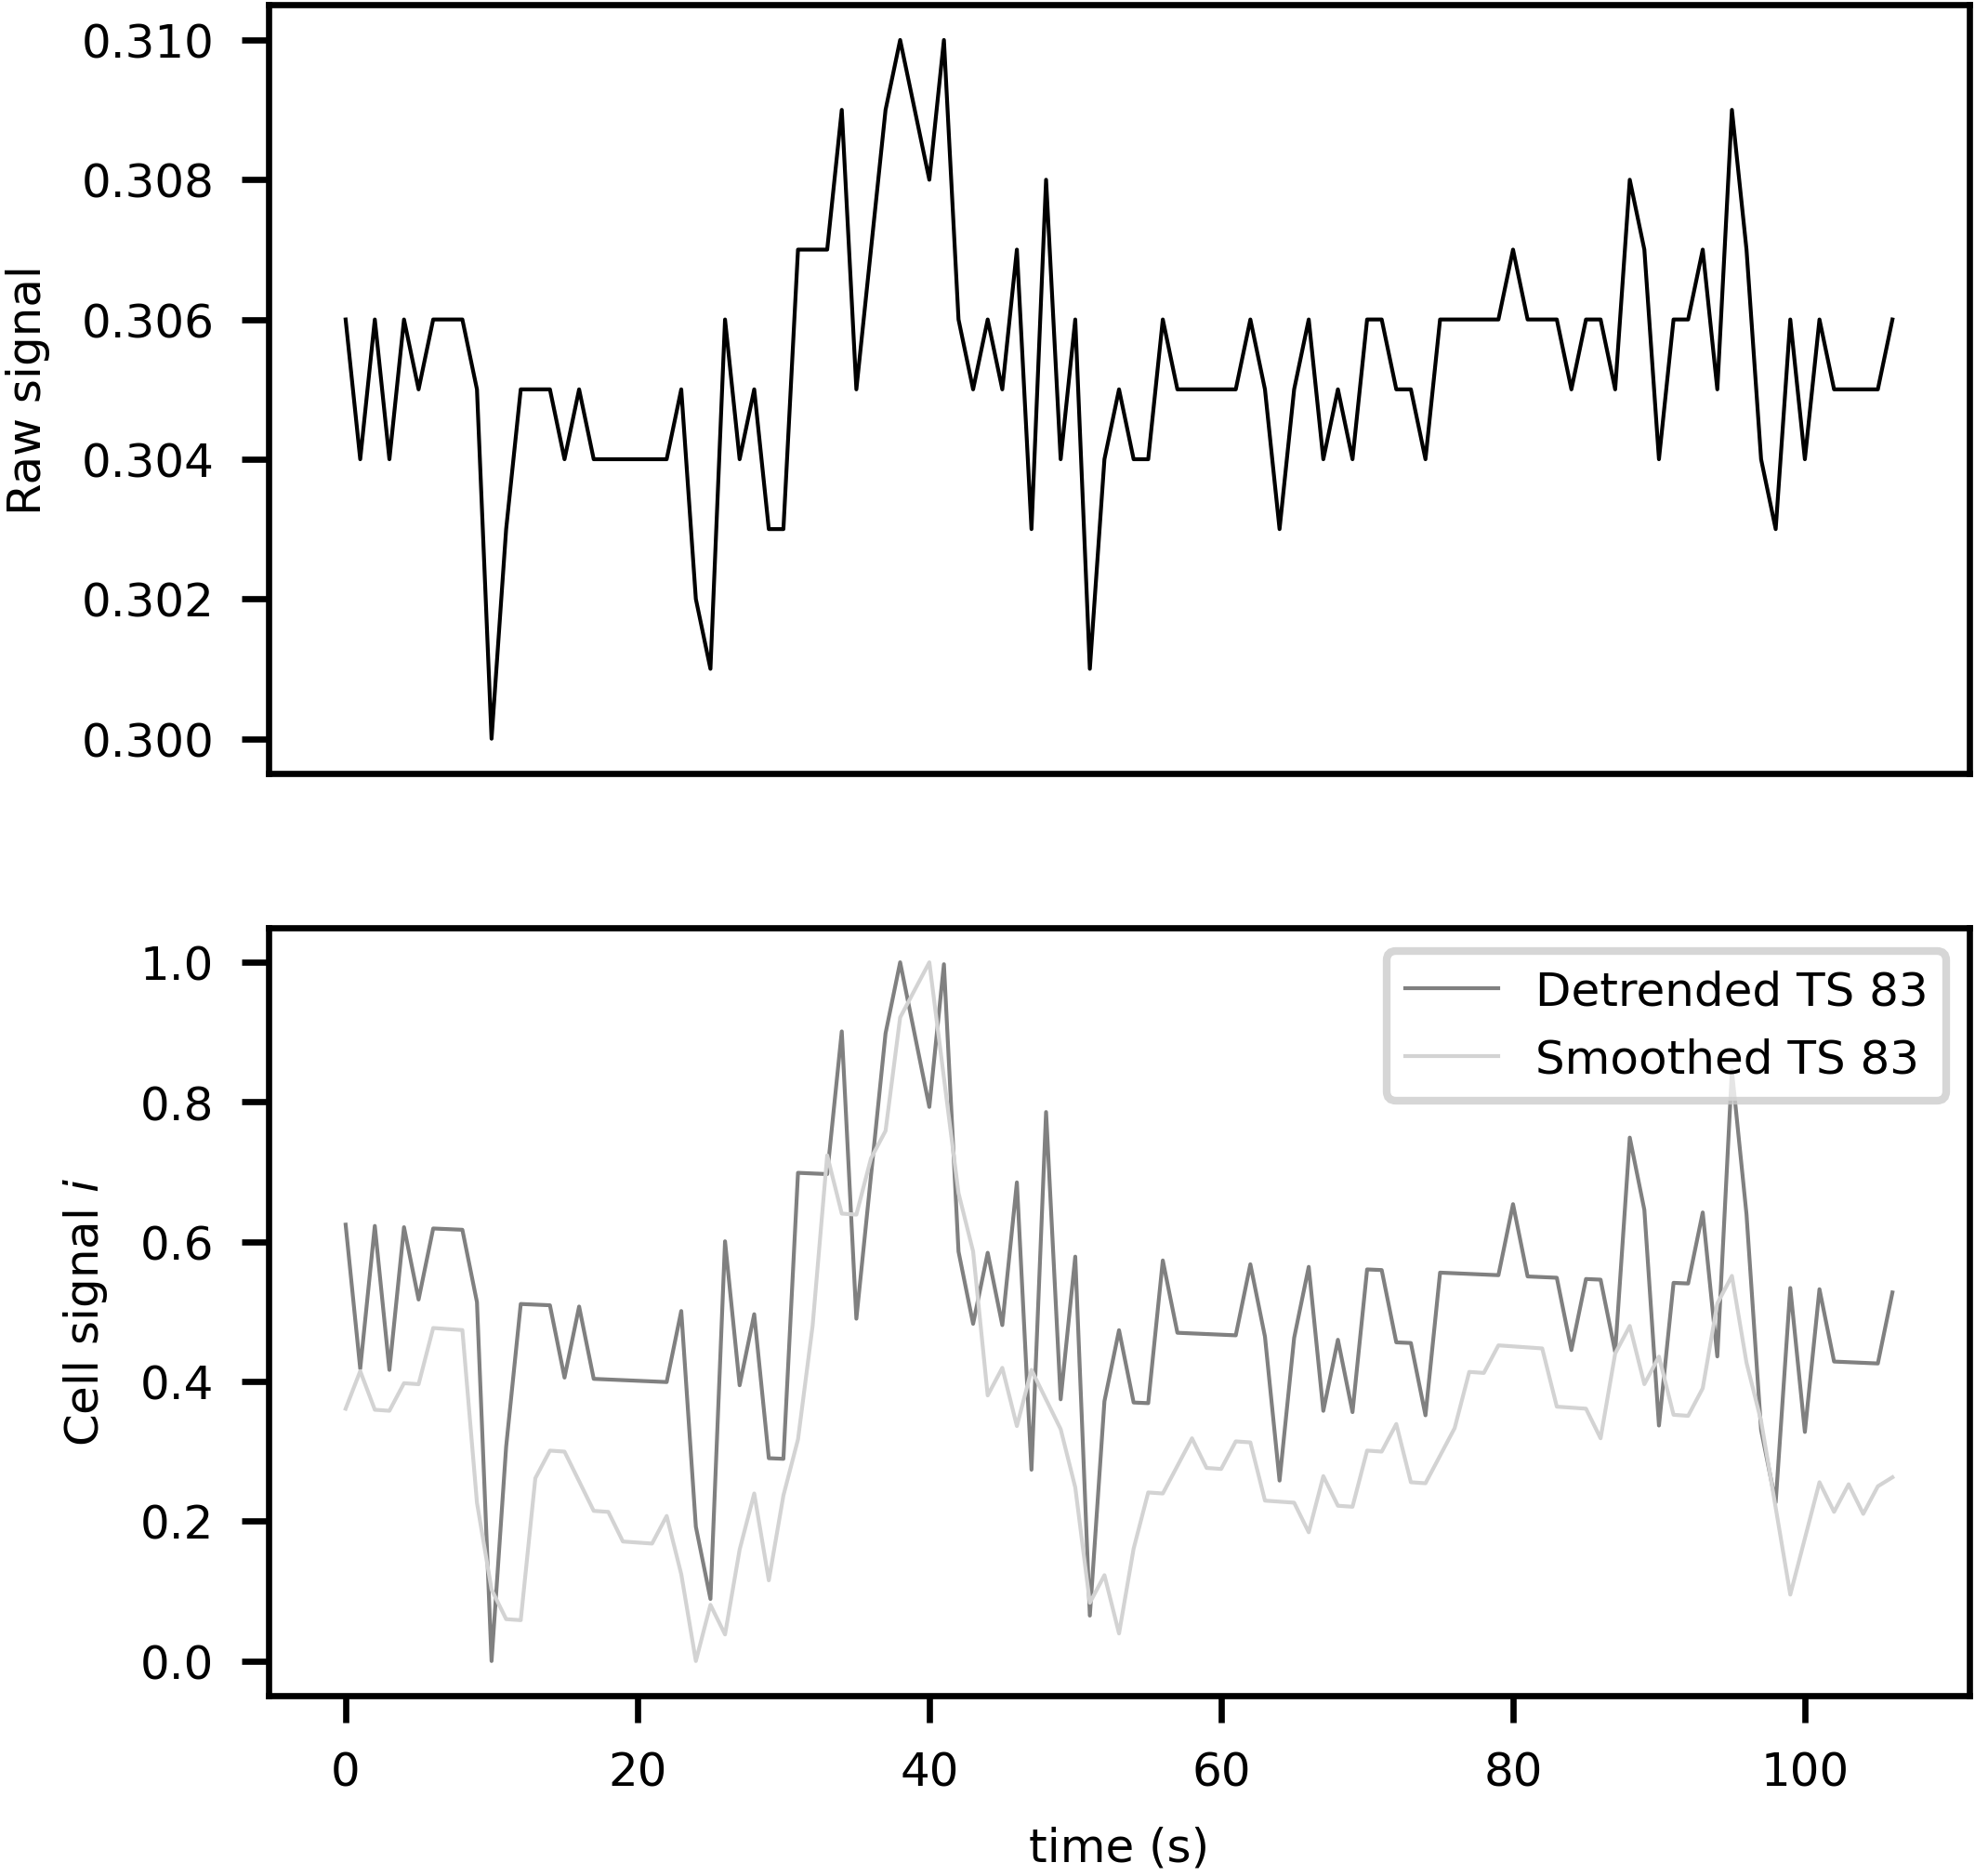 0.310
0.308
0.306
0.304
0.302
0.300
Raw signal
1.0
0.8
0.6
0.4
0.2
0.0
Cell signal i
Detrended TS 83
Smoothed TS 83
0 20 40 60 80 100
time (s)